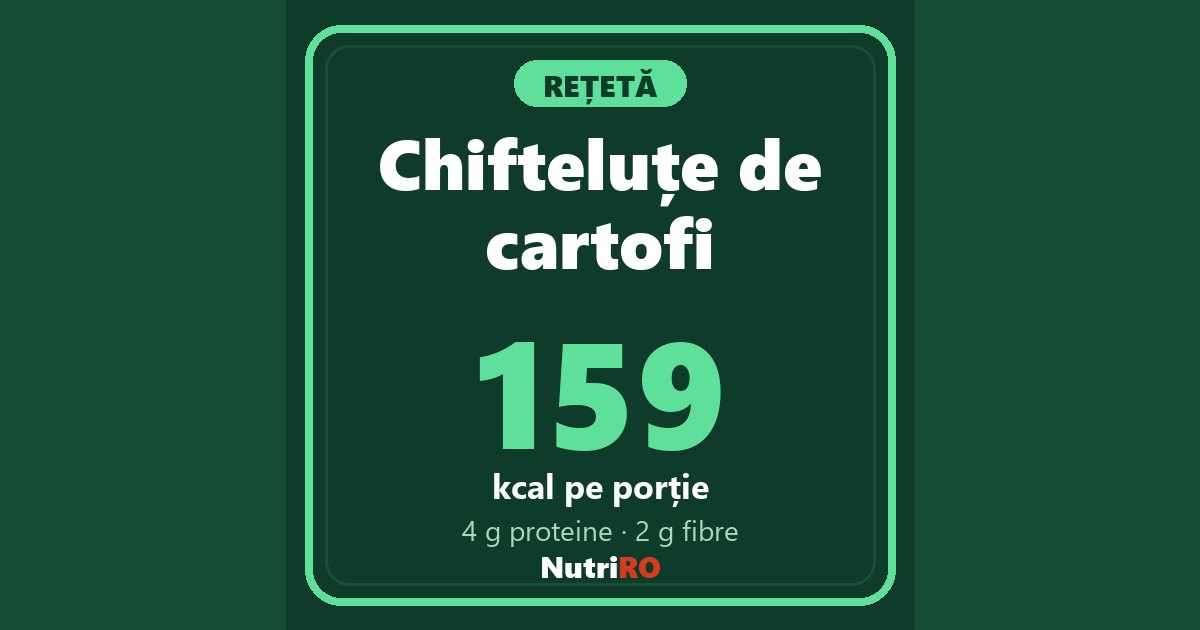 REȚETĂ
Chifteluțe de
cartofi
159
kcal pe porție
4 g proteine · 2 g fibre
NutriRO